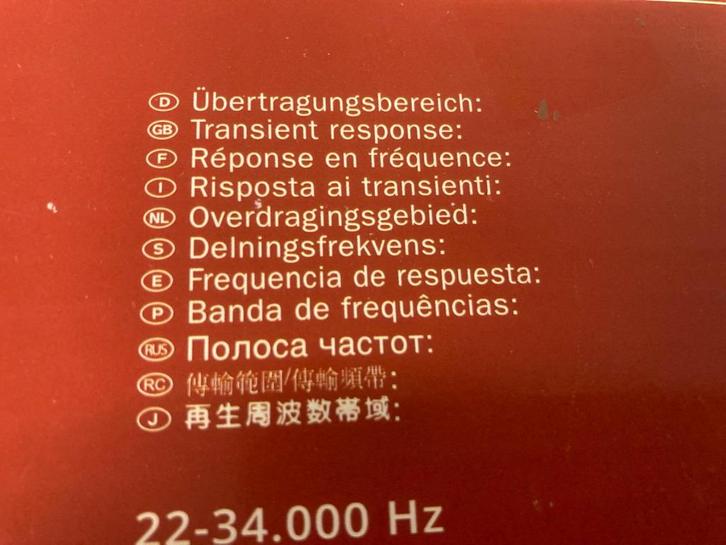 D Übertragungsbereich:
GB Transient response:
F Réponse en fréquence:
I Risposta ai transienti:
NL Overdragingsgebied:
S Delningsfrekvens:
E Frequencia de respuesta:
P Banda de frequências:
RUS Полоса частот:
RC 傳輸範圍/傳輸頻帶:
J 再生周波数帯域:
22-34.000 Hz